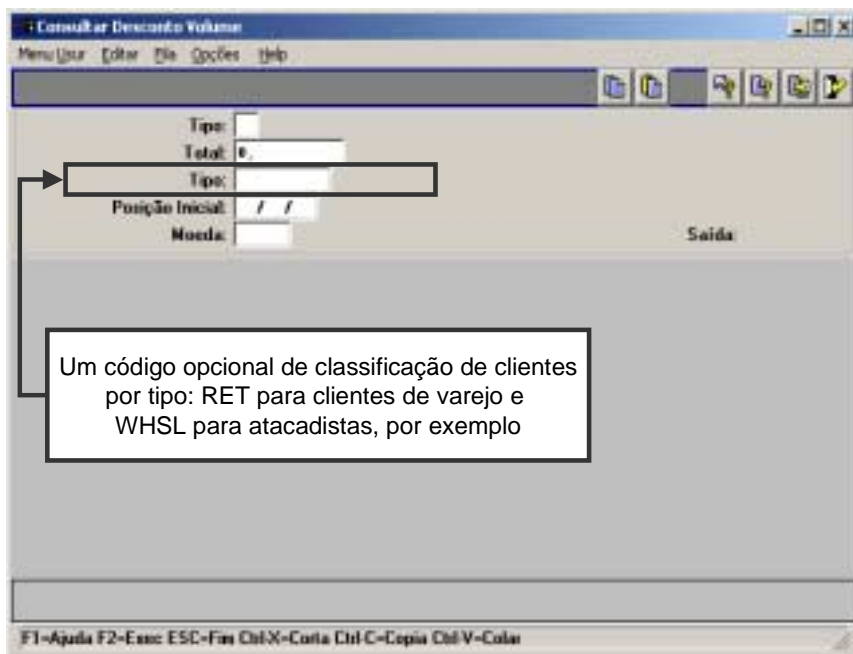 Consultar Desconto Volume
Menu Usur Editar Fila Opções Help
Tipo:
Total: 0,
Tipo:
Posição Inicial: / /
Moeda:
Saída:
Um código opcional de classificação de clientes
por tipo: RET para clientes de varejo e
WHSL para atacadistas, por exemplo
F1=Ajuda F2=Exec ESC=Fim Ctrl-X=Corta Ctrl-C=Copia Ctrl-V=Colar